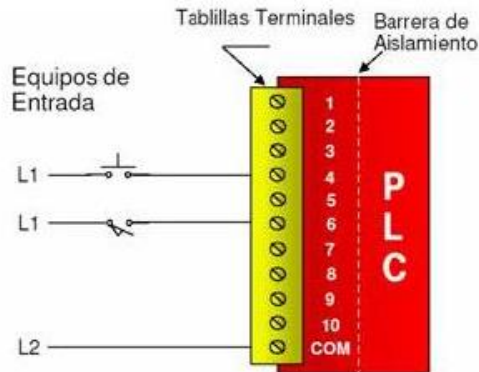 Tablillas Terminales
Barrera de
Aislamiento
Equipos de
Entrada
1
2
3
L1
4
5
L1
6
7
8
9
10
L2
COM
P
L
C